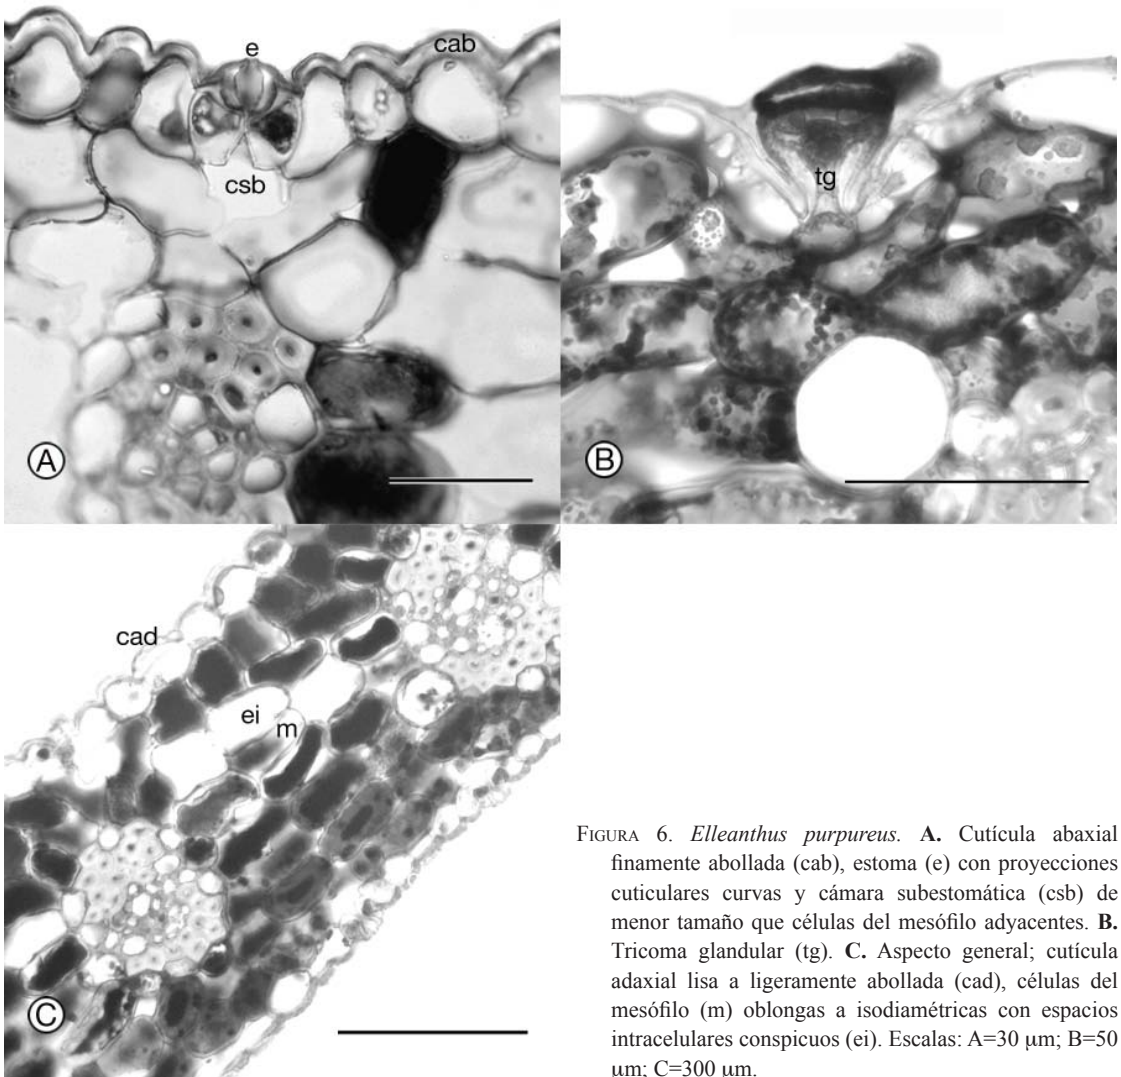 e
cab
csb
A
tg
B
cad
ei
m
C
FIGURA 6. Elleanthus purpureus. A. Cutícula abaxial
finamente abollada (cab), estoma (e) con proyecciones
cuticulares curvas y cámara subestomática (csb) de
menor tamaño que células del mesófilo adyacentes. B.
Tricoma glandular (tg). C. Aspecto general; cutícula
adaxial lisa a ligeramente abollada (cad), células del
mesófilo (m) oblongas a isodiamétricas con espacios
intracelulares conspicuos (ei). Escalas: A=30 μm; B=50
μm; C=300 μm.